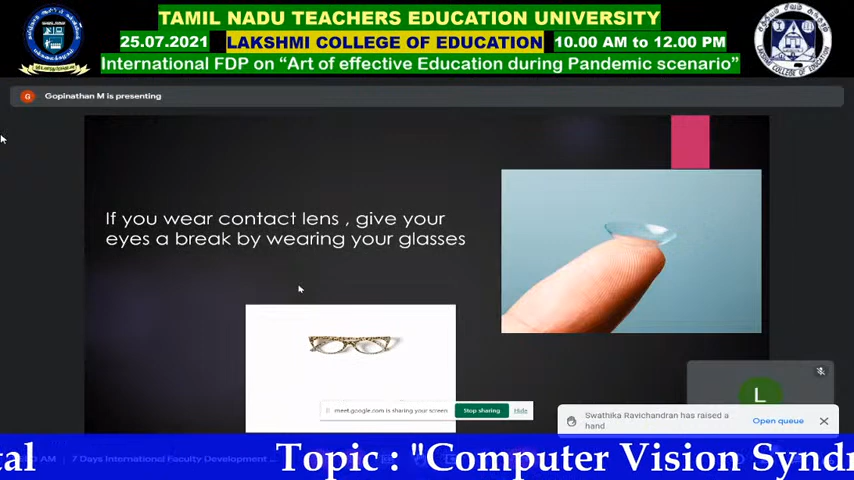 TAMIL NADU TEACHERS EDUCATION UNIVERSITY
25.07.2021 LAKSHMI COLLEGE OF EDUCATION 10.00 AM to 12.00 PM
International FDP on “Art of effective Education during Pandemic scenario”
G Gopinathan M is presenting
If you wear contact lens , give your
eyes a break by wearing your glasses
L
meet.google.com is sharing your screen. Stop sharing Hide
Swathika Ravichandran has raised a
hand
Open queue
7 Days International Faculty Development ...
Topic : "Computer Vision